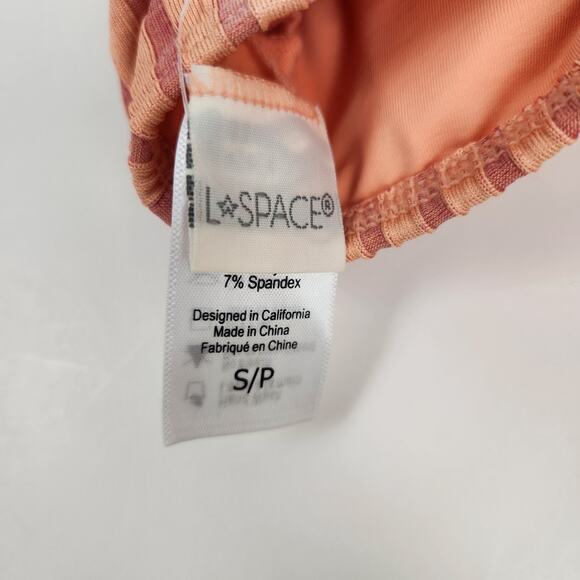 L☆SPACE®
7% Spandex
Designed in California
Made in China
Fabriqué en Chine
S/P